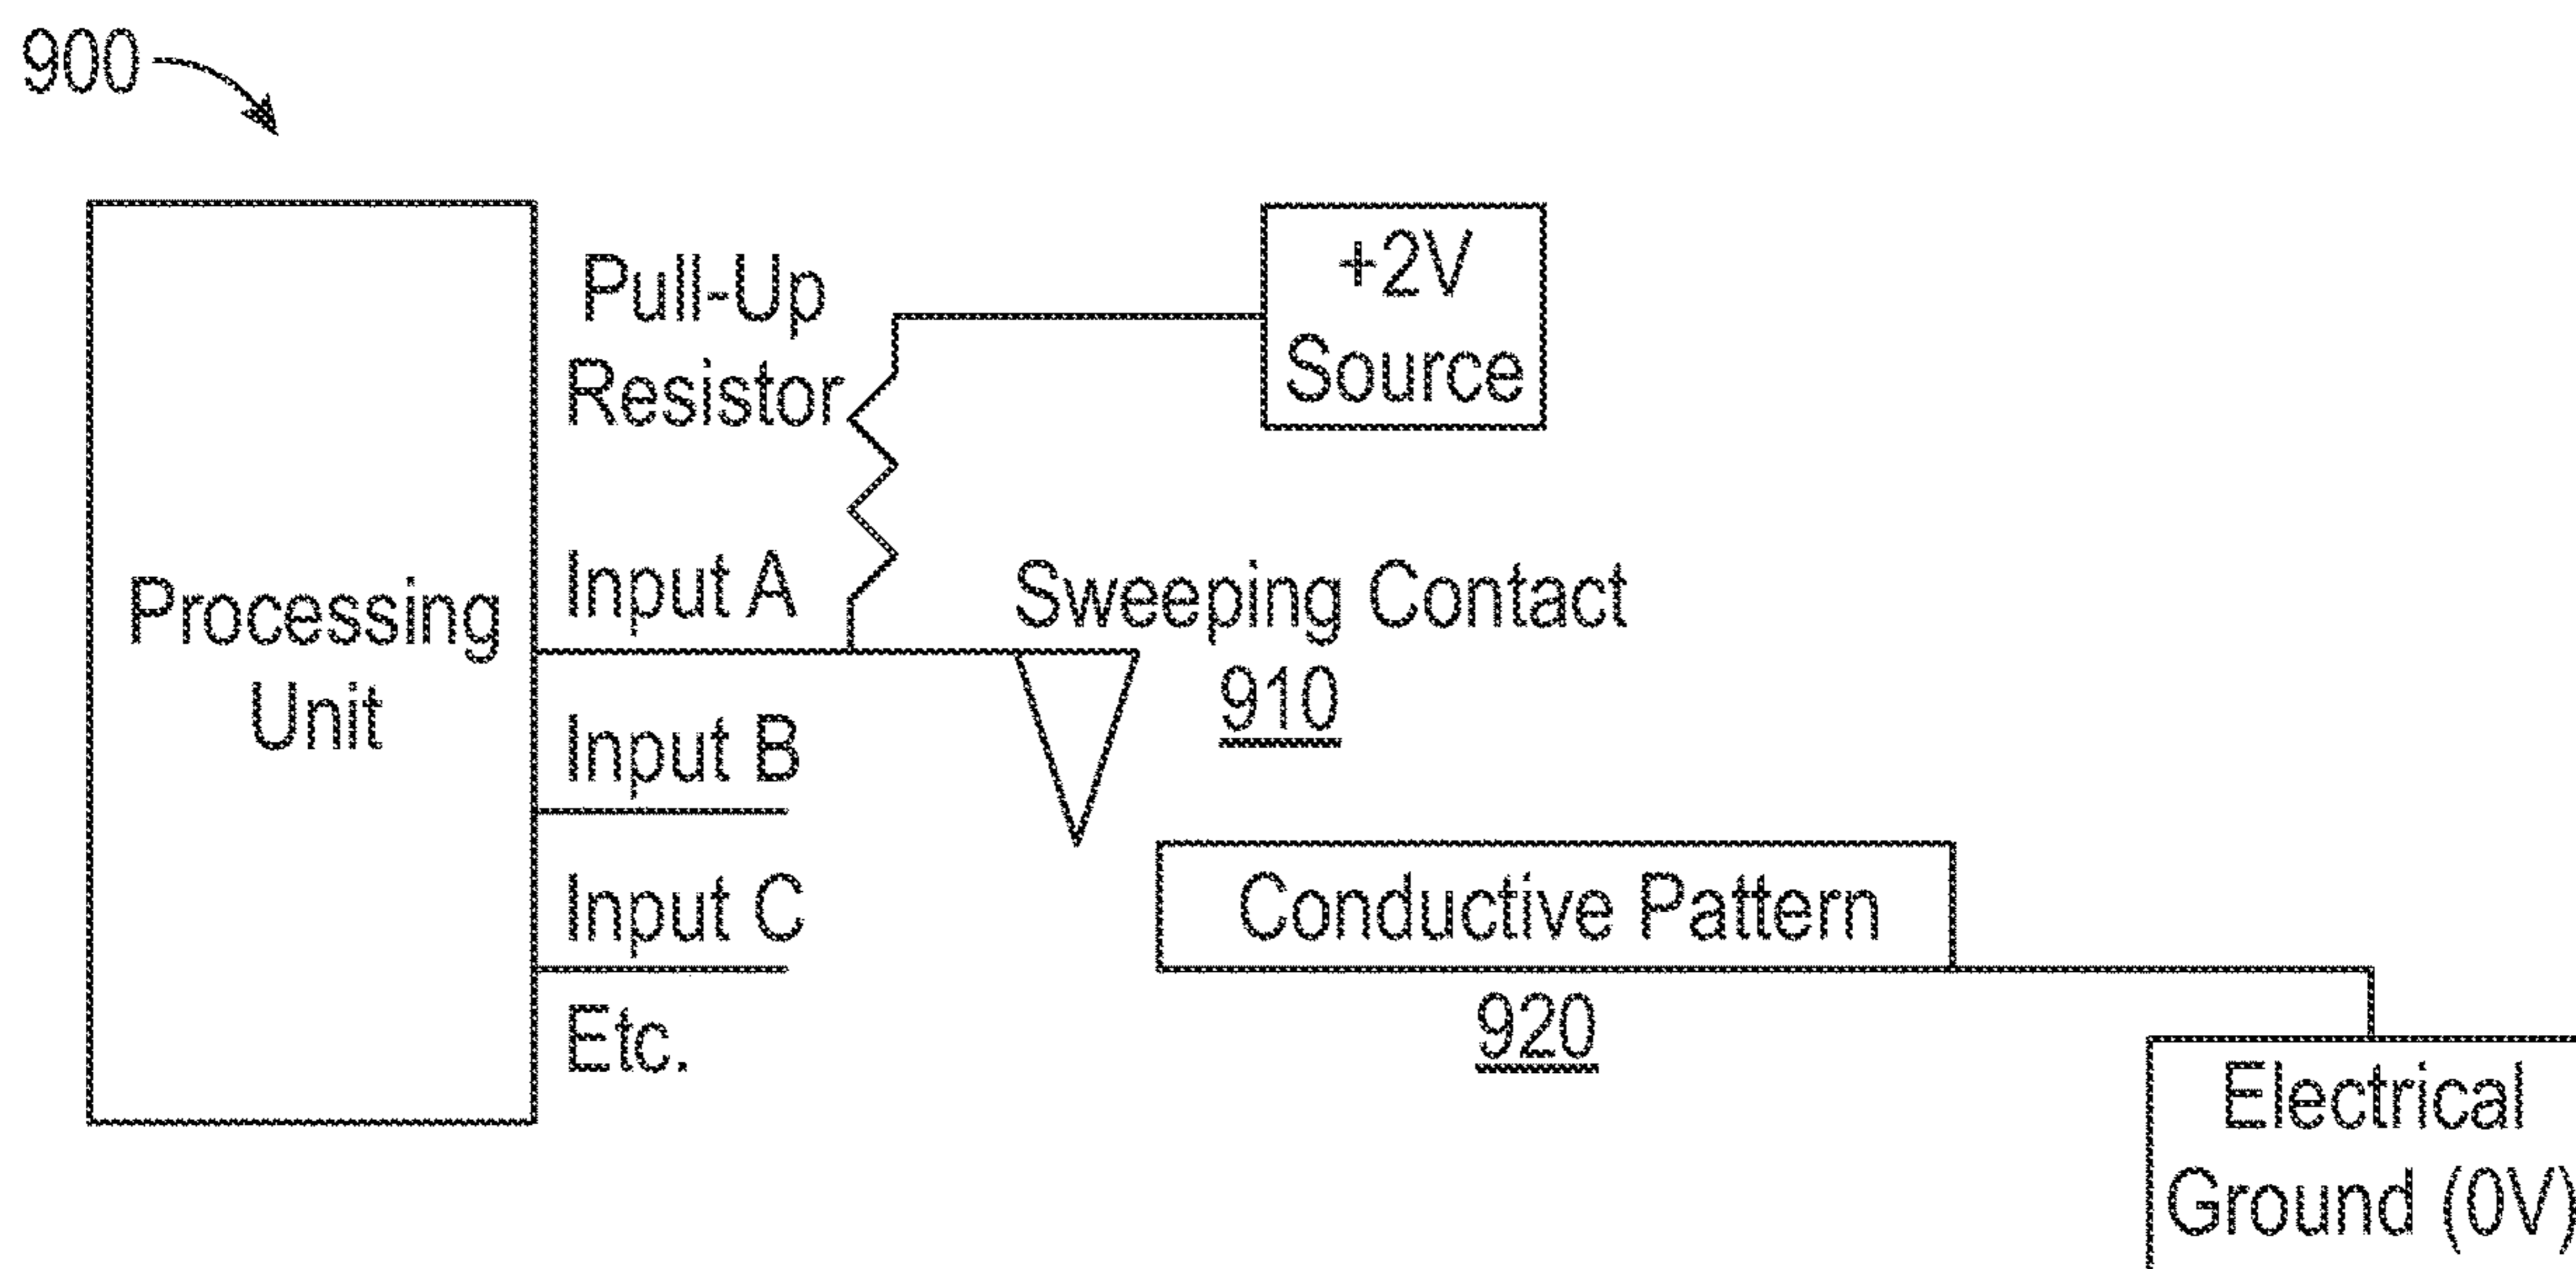 900
+2V
Source
Pull-Up
Resistor
Input A
Sweeping Contact
910
Processing
Unit
Input B
Input C
Conductive Pattern
920
Etc.
Electrical
Ground (0V)